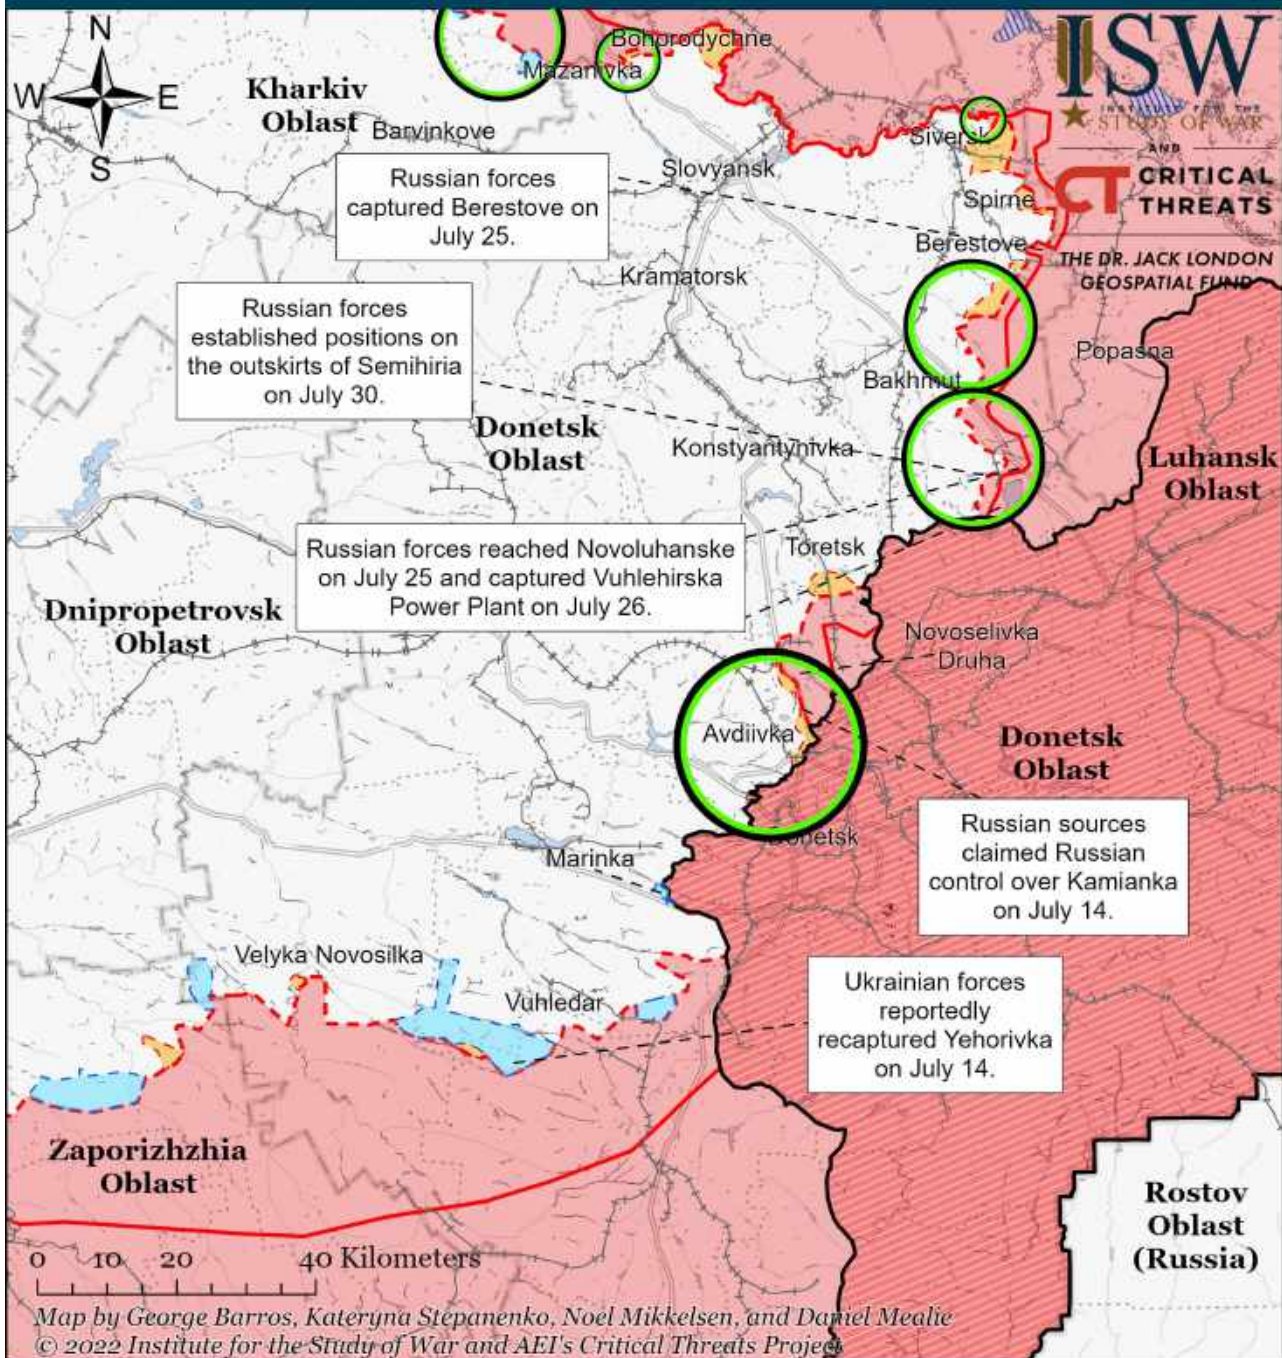 N
W
E
S
Kharkiv
Oblast
Barvinkove
Mazanivka
Bohorodychne
ISW
INSTITUTE FOR THE
STUDY OF WAR
AND
CT CRITICAL
THREATS
THE DR. JACK LONDON
GEOSPATIAL FUND
Siversk
Slovyansk
Spirne
Russian forces
captured Berestove on
July 25.
Berestove
Kramatorsk
Russian forces
established positions on
the outskirts of Semihiria
on July 30.
Popasna
Bakhmut
Donetsk
Oblast
Konstyantynivka
Luhansk
Oblast
Russian forces reached Novoluhanske
on July 25 and captured Vuhlehirska
Power Plant on July 26.
Toretsk
Dnipropetrovsk
Oblast
Novoselivka
Druha
Avdiivka
Donetsk
Oblast
Donetsk
Marinka
Russian sources
claimed Russian
control over Kamianka
on July 14.
Velyka Novosilka
Vuhledar
Ukrainian forces
reportedly
recaptured Yehorivka
on July 14.
Zaporizhzhia
Oblast
Rostov
Oblast
(Russia)
0 10 20 40 Kilometers
Map by George Barros, Kateryna Stepanenko, Noel Mikkelsen, and Daniel Mealie
© 2022 Institute for the Study of War and AEI's Critical Threats Project